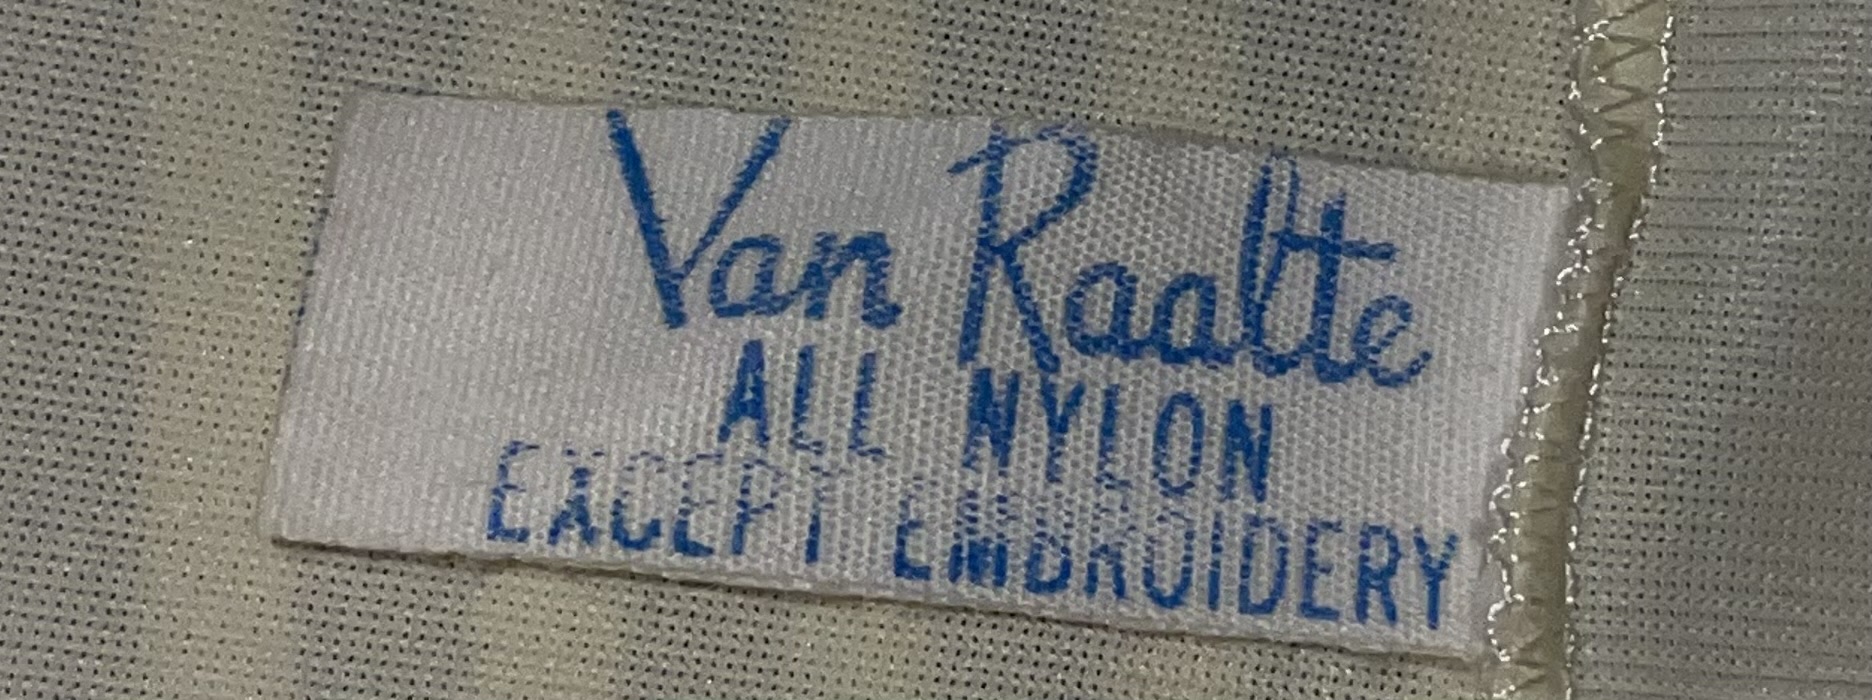 Van Raalte
ALL NYLON
EXCEPT EMBROIDERY